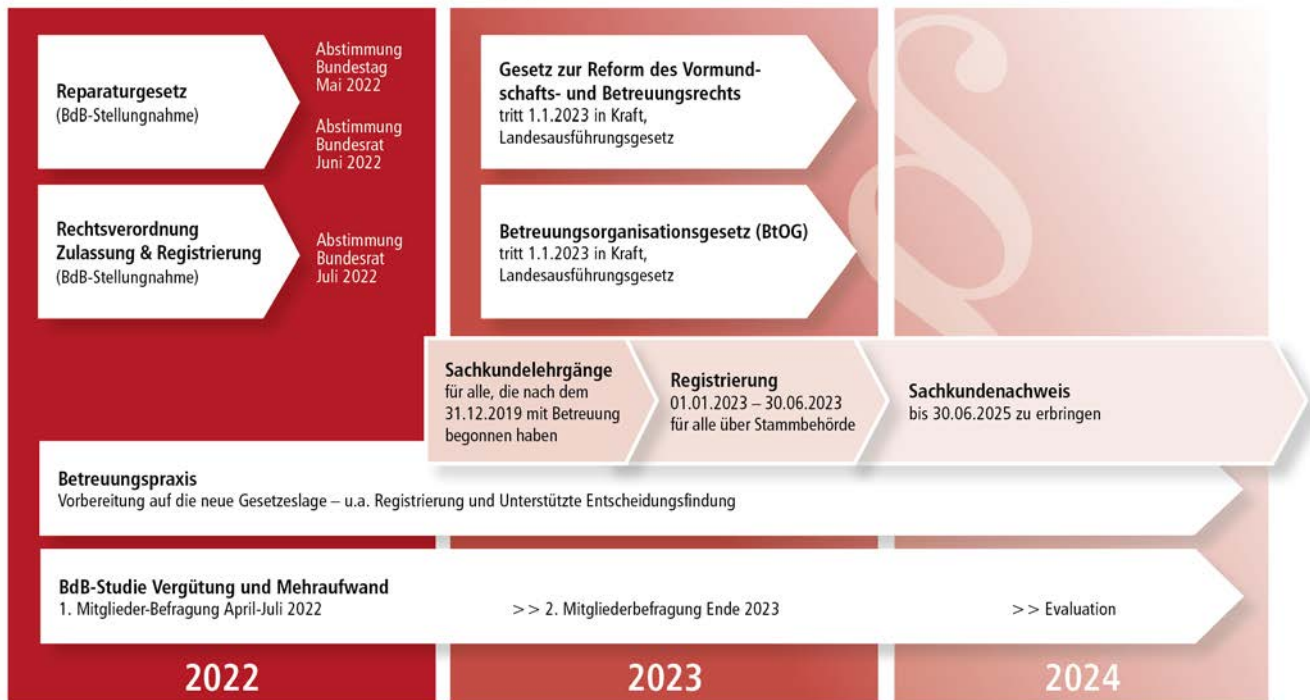 Reparaturgesetz
(BdB-Stellungnahme)
Abstimmung
Bundestag
Mai 2022
Abstimmung
Bundesrat
Juni 2022
Gesetz zur Reform des Vormund-
schafts- und Betreuungsrechts
tritt 1.1.2023 in Kraft,
Landesausführungsgesetz
§
Rechtsverordnung
Zulassung & Registrierung
(BdB-Stellungnahme)
Abstimmung
Bundesrat
Juli 2022
Betreuungsorganisationsgesetz (BtOG)
tritt 1.1.2023 in Kraft,
Landesausführungsgesetz
Sachkundelehrgänge
für alle, die nach dem
31.12.2019 mit Betreuung
begonnen haben
Registrierung
01.01.2023 – 30.06.2023
für alle über Stammbehörde
Sachkundenachweis
bis 30.06.2025 zu erbringen
Betreuungspraxis
Vorbereitung auf die neue Gesetzeslage – u.a. Registrierung und Unterstützte Entscheidungsfindung
BdB-Studie Vergütung und Mehraufwand
1. Mitglieder-Befragung April-Juli 2022 >> 2. Mitgliederbefragung Ende 2023 >> Evaluation
2022 2023 2024